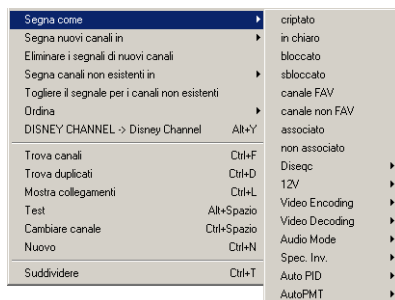 Segna come
Segna nuovi canali in
Eliminare i segnali di nuovi canali
Segna canali non esistenti in
Togliere il segnale per i canali non esistenti
Ordina
DISNEY CHANNEL -> Disney Channel Alt+Y
Trova canali Ctrl+F
Trova duplicati Ctrl+D
Mostra collegamenti Ctrl+L
Test Alt+Spazio
Cambiare canale Ctrl+Spazio
Nuovo Ctrl+N
Suddividere Ctrl+T
criptato
in chiaro
bloccato
sbloccato
canale FAV
canale non FAV
associato
non associato
Diseqc
12V
Video Encoding
Video Decoding
Audio Mode
Spec. Inv.
Auto PID
AutoPMT